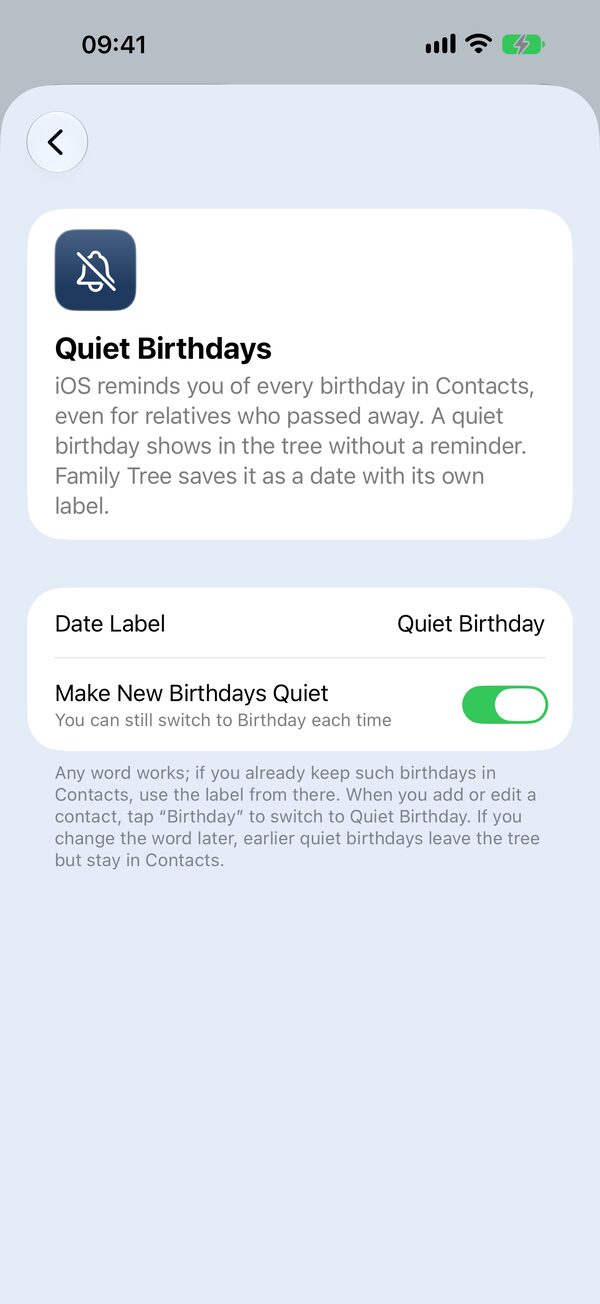 09:41
Quiet Birthdays
iOS reminds you of every birthday in Contacts,
even for relatives who passed away. A quiet
birthday shows in the tree without a reminder.
Family Tree saves it as a date with its own
label.
Date Label Quiet Birthday
Make New Birthdays Quiet
You can still switch to Birthday each time
Any word works; if you already keep such birthdays in
Contacts, use the label from there. When you add or edit a
contact, tap “Birthday” to switch to Quiet Birthday. If you
change the word later, earlier quiet birthdays leave the tree
but stay in Contacts.